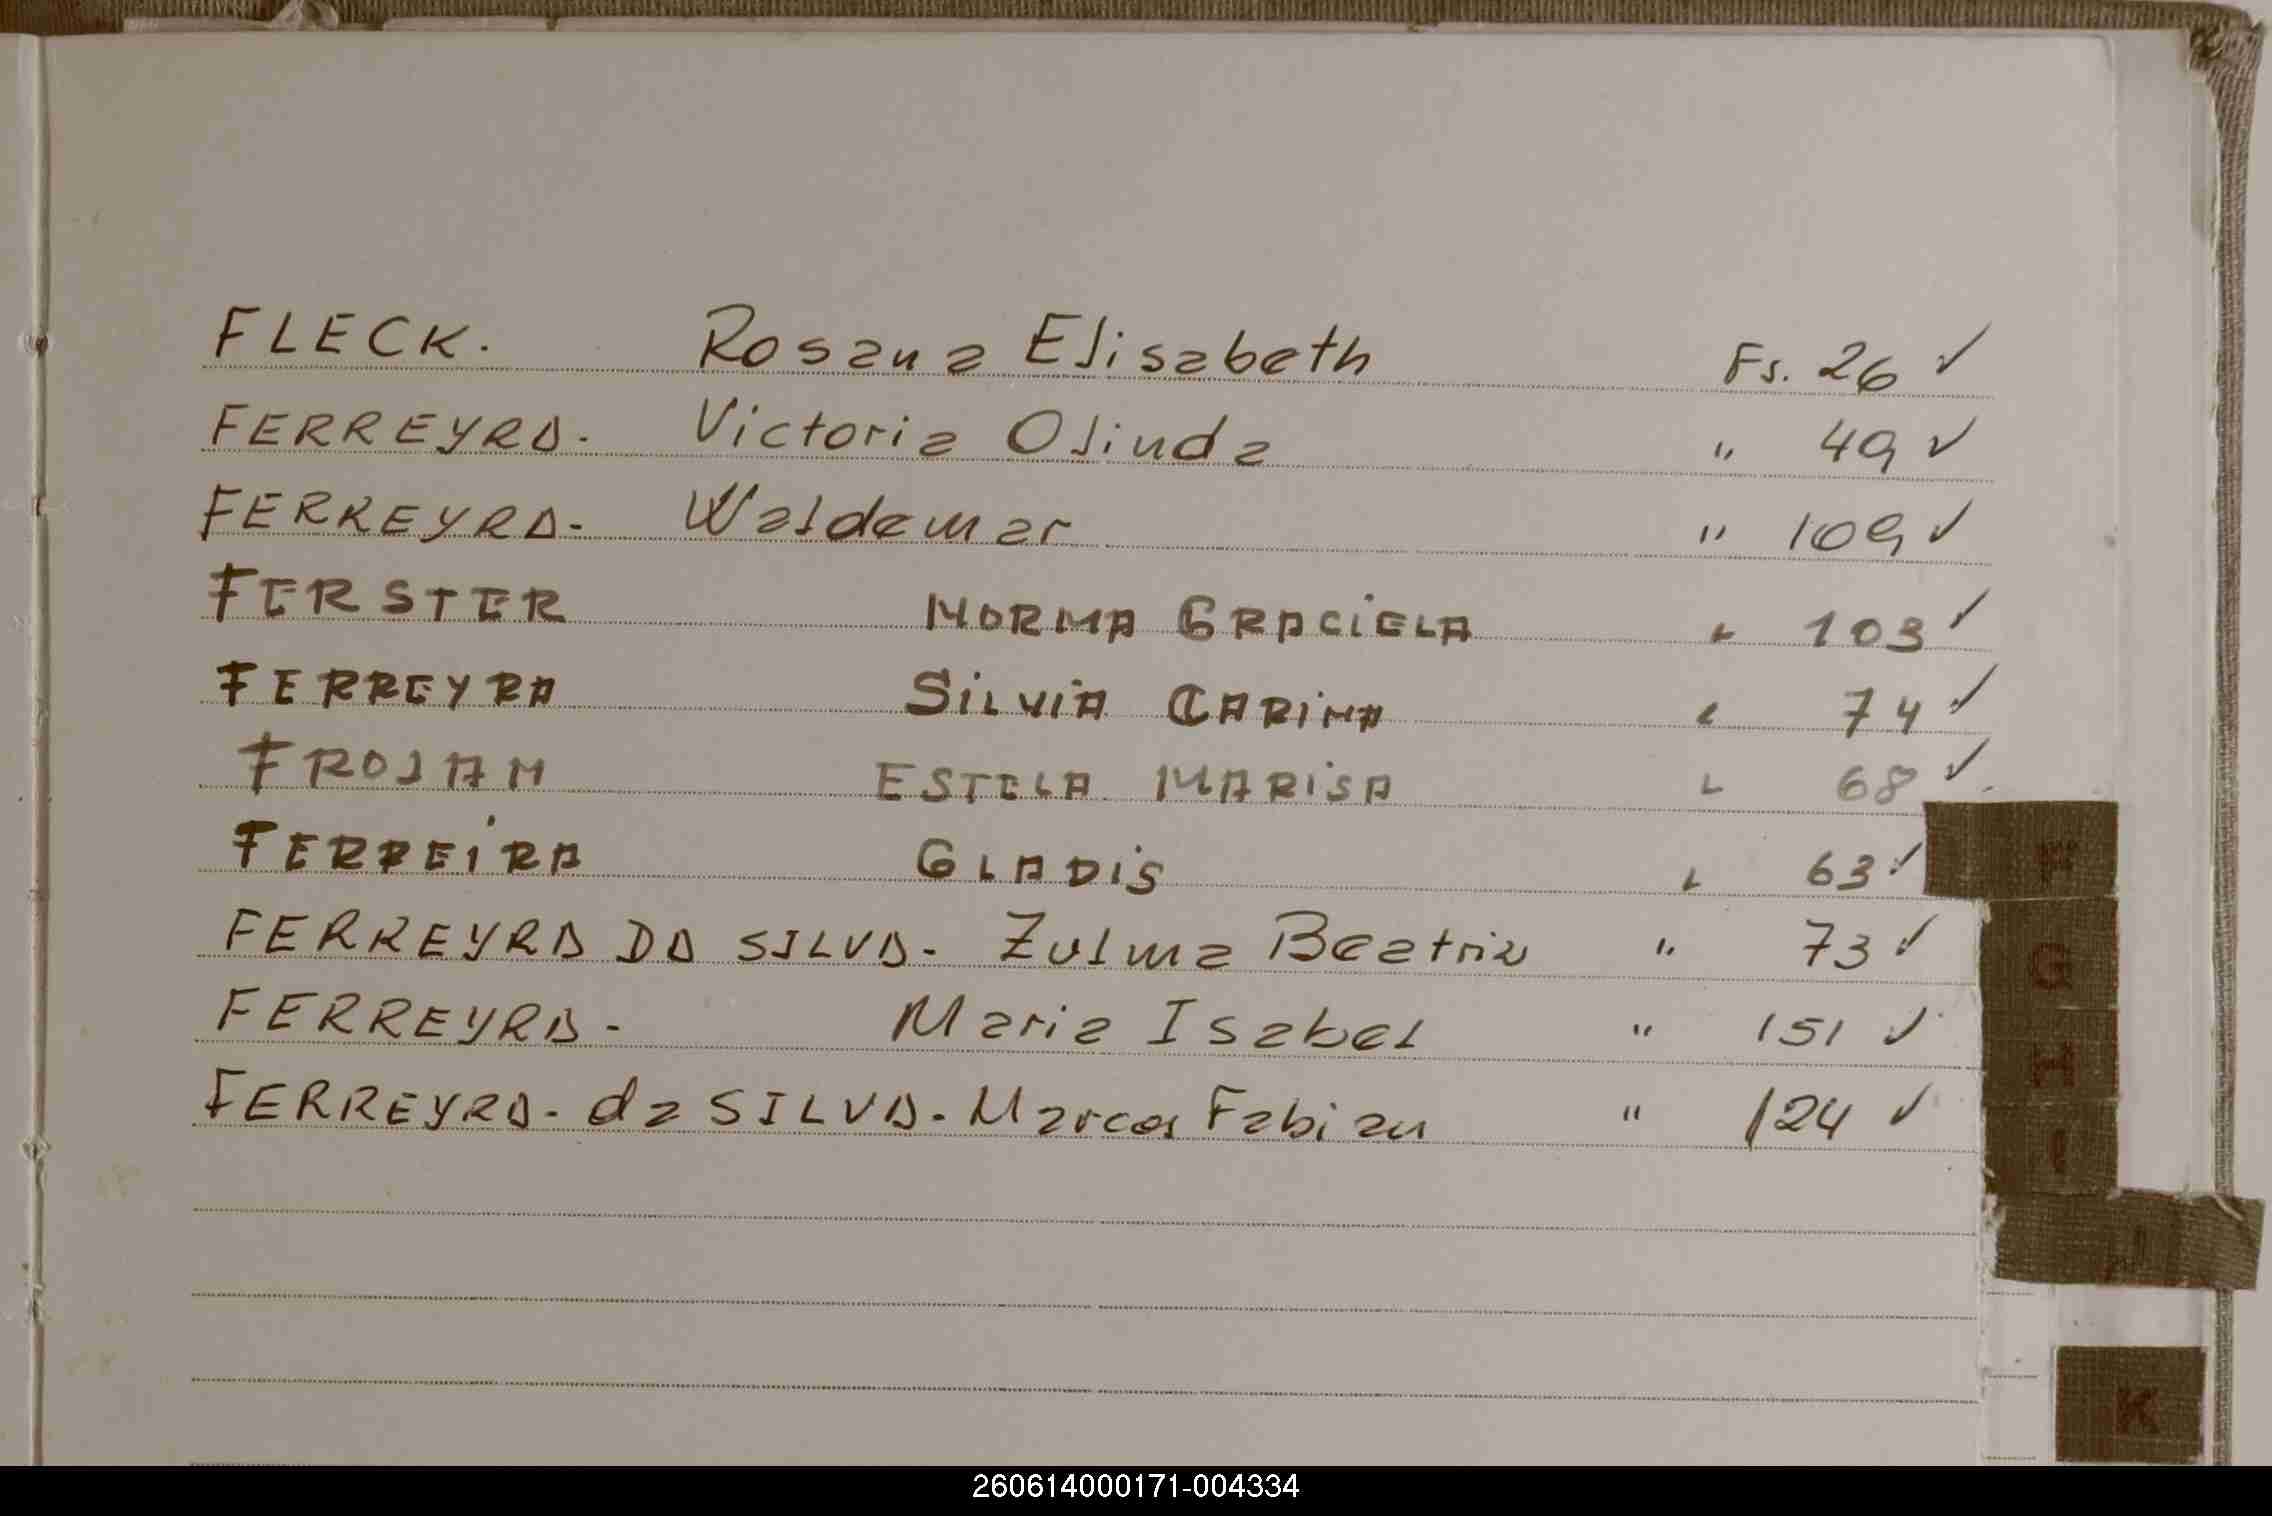 FLECK. Rosana Elisabeth Fs. 26 ✓
FERREYRA. Victoria Olinda " 49 ✓
FERREYRA. Waldemar " 109 ✓
FERSTER NORMA GRACIELA " 103 ✓
FERREYRA SILVIA CARINA " 74 ✓
FROJAN ESTELA MARISA " 68 ✓
FERREIRA GLADIS " 63 ✓
FERREYRA DA SILVA. Zulma Beatriz " 73 ✓
FERREYRA. Maria Isabel " 151 ✓
FERREYRA. da SILVA. Marcos Fabian " 124 ✓
F
G
H
I
J
K
260614000171-004334